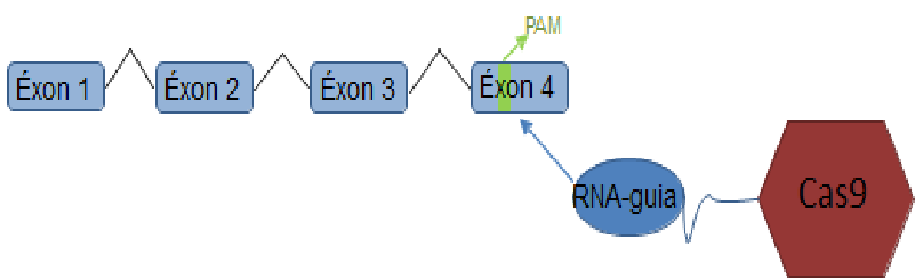 PAM
Éxon 1
Éxon 2
Éxon 3
Éxon 4
RNA-guia
Cas9